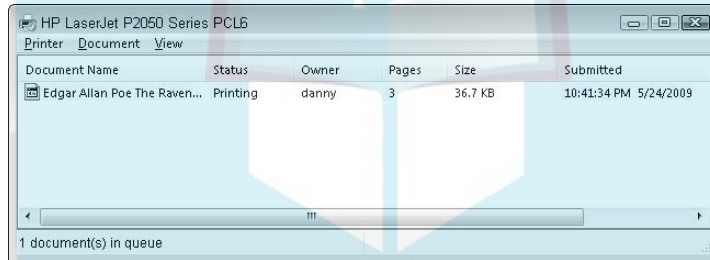 HP LaserJet P2050 Series PCL6
Printer Document View
Document Name Status Owner Pages Size Submitted
Edgar Allan Poe The Raven... Printing danny 3 36.7 KB 10:41:34 PM 5/24/2009
1 document(s) in queue